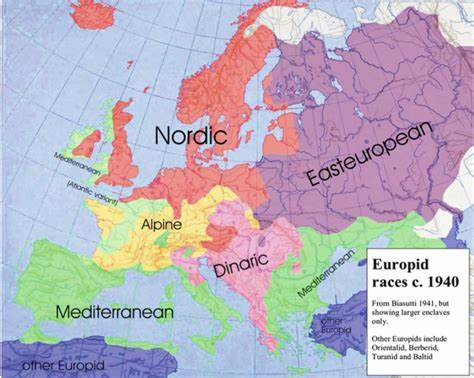 Nordic
Easteuropean
Mediterranean
(Atlantic variant)
Alpine
Dinaric
Mediterranean
Mediterranean
other
Europid
other Europid
Europid
races c. 1940
From Biasutti 1941, but
showing larger enclaves
only.
Other Europids include
Orientalid, Berberid,
Turanid and Baltid